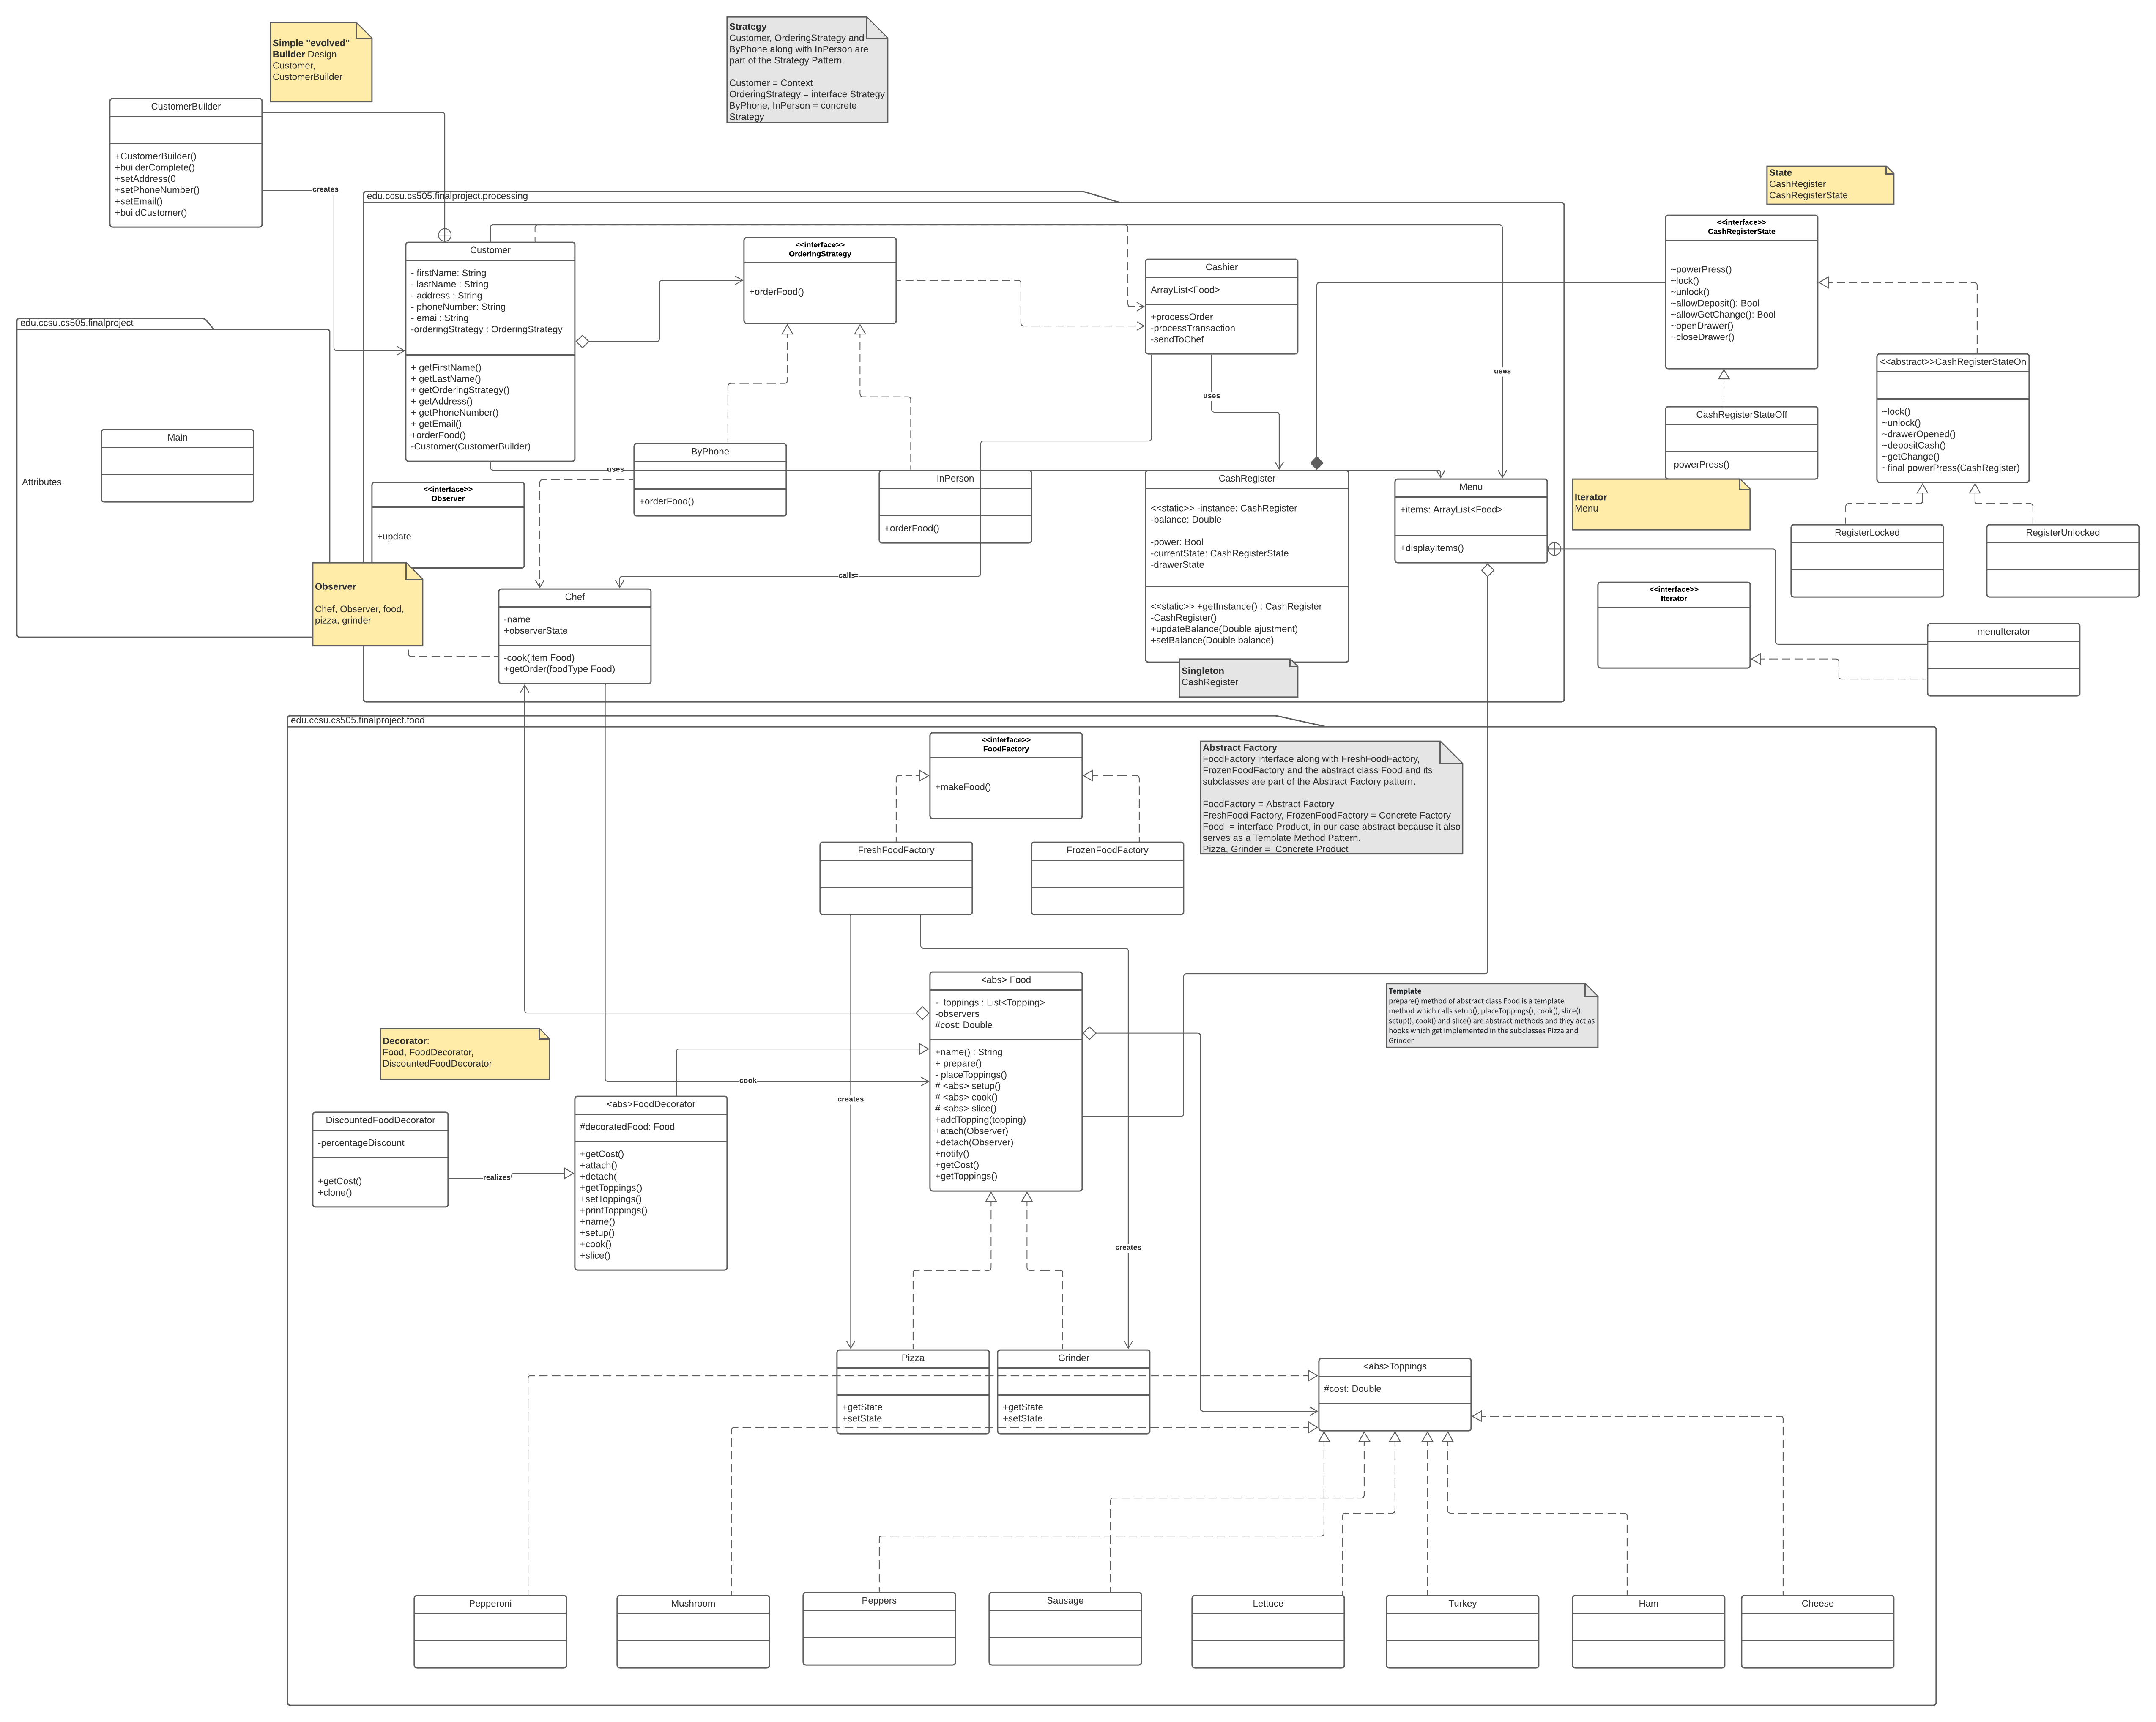 Simple "evolved"
Builder Design
Customer,
CustomerBuilder
Strategy
Customer, OrderingStrategy and
ByPhone along with InPerson are
part of the Strategy Pattern.
Customer = Context
OrderingStrategy = interface Strategy
ByPhone, InPerson = concrete
Strategy
CustomerBuilder
+CustomerBuilder()
+builderComplete()
+setAddress(0
+setPhoneNumber()
+setEmail()
+buildCustomer()
creates
State
CashRegister
CashRegisterState
edu.ccsu.cs505.finalproject.processing
Customer
- firstName: String
- lastName : String
- address : String
- phoneNumber: String
- email: String
-orderingStrategy : OrderingStrategy
+ getFirstName()
+ getLastName()
+ getOrderingStrategy()
+ getAddress()
+ getPhoneNumber()
+ getEmail()
+orderFood()
-Customer(CustomerBuilder)
<<interface>>
OrderingStrategy
+orderFood()
Cashier
ArrayList<Food>
+processOrder
-processTransaction
-sendToChef
uses
uses
<<interface>>
CashRegisterState
~powerPress()
~lock()
~unlock()
~allowDeposit(): Bool
~allowGetChange(): Bool
~openDrawer()
~closeDrawer()
<<abstract>>CashRegisterStateOn
~lock()
~unlock()
~drawerOpened()
~depositCash()
~getChange()
~final powerPress(CashRegister)
CashRegisterStateOff
-powerPress()
edu.ccsu.cs505.finalproject
Main
Attributes
ByPhone
+orderFood()
uses
InPerson
+orderFood()
<<interface>>
Observer
+update
CashRegister
<<static>> -instance: CashRegister
-balance: Double
-power: Bool
-currentState: CashRegisterState
-drawerState
<<static>> +getInstance() : CashRegister
-CashRegister()
+updateBalance(Double ajustment)
+setBalance(Double balance)
Menu
+items: ArrayList<Food>
+displayItems()
Iterator
Menu
RegisterLocked
RegisterUnlocked
<<interface>>
Iterator
menuIterator
Observer
Chef, Observer, food,
pizza, grinder
calls
Chef
-name
+observerState
-cook(item Food)
+getOrder(foodType Food)
Singleton
CashRegister
edu.ccsu.cs505.finalproject.food
<<interface>>
FoodFactory
+makeFood()
Abstract Factory
FoodFactory interface along with FreshFoodFactory,
FrozenFoodFactory and the abstract class Food and its
subclasses are part of the Abstract Factory pattern.
FoodFactory = Abstract Factory
FreshFood Factory, FrozenFoodFactory = Concrete Factory
Food  = interface Product, in our case abstract because it also
serves as a Template Method Pattern.
Pizza, Grinder =  Concrete Product
FreshFoodFactory
FrozenFoodFactory
<abs> Food
-  toppings : List<Topping>
-observers
#cost: Double
+name() : String
+ prepare()
- placeToppings()
# <abs> setup()
# <abs> cook()
# <abs> slice()
+addTopping(topping)
+atach(Observer)
+detach(Observer)
+notify()
+getCost()
+getToppings()
Template
prepare() method of abstract class Food is a template
method which calls setup(), placeToppings(), cook(), slice().
setup(), cook() and slice() are abstract methods and they act as
hooks which get implemented in the subclasses Pizza and
Grinder
Decorator:
Food, FoodDecorator,
DiscountedFoodDecorator
cook
creates
DiscountedFoodDecorator
-percentageDiscount
+getCost()
+clone()
realizes
<abs>FoodDecorator
#decoratedFood: Food
+getCost()
+attach()
+detach(
+getToppings()
+setToppings()
+printToppings()
+name()
+setup()
+cook()
+slice()
creates
Pizza
+getState
+setState
Grinder
+getState
+setState
<abs>Toppings
#cost: Double
Pepperoni
Mushroom
Peppers
Sausage
Lettuce
Turkey
Ham
Cheese